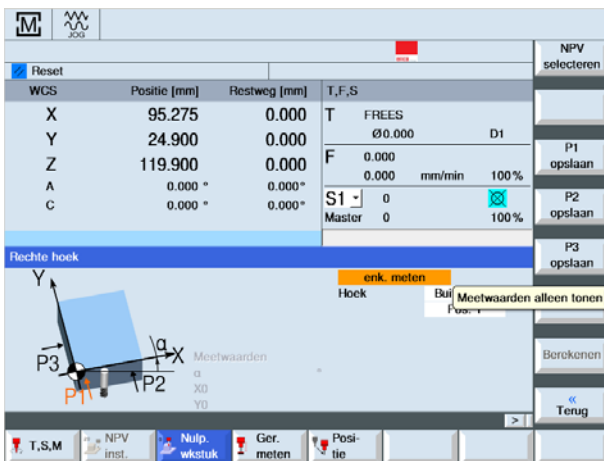 M
JOG
NPV
selecteren
Reset
WCS Positie [mm] Restweg [mm] T,F,S
X 95.275 0.000 T FREES
Ø0.000 D1
Y 24.900 0.000
Z 119.900 0.000 F 0.000
0.000 mm/min 100%
A 0.000 ° 0.000°
C 0.000 ° 0.000° S1 0
Master 0 100%
P1
opslaan
P2
opslaan
P3
opslaan
Rechte hoek
enk. meten
Hoek Bui
Meetwaarden alleen tonen
Pos. 1
Y
α
X
P3
P1
P2
Meetwaarden
α °
X0
Y0
Berekenen
«
Terug
>
T,S,M
NPV
inst.
Nulp.
wkstuk
Ger.
meten
Posi-
tie